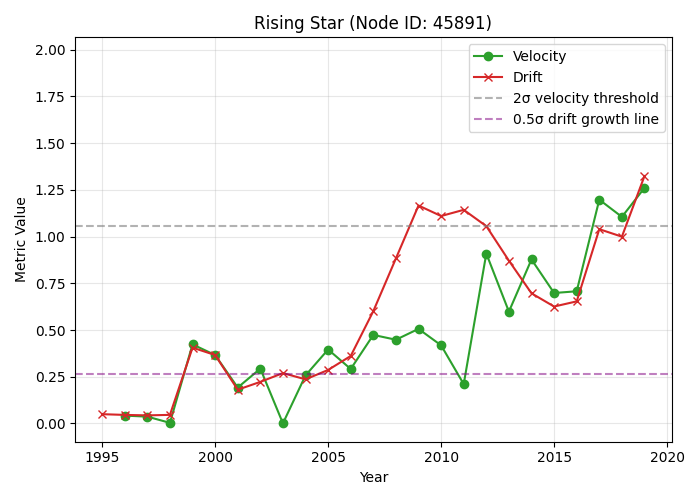 Rising Star (Node ID: 45891)
Metric Value
2.00
1.75
1.50
1.25
1.00
0.75
0.50
0.25
0.00
Velocity
Drift
2σ velocity threshold
0.5σ drift growth line
1995
2000
2005
2010
2015
2020
Year